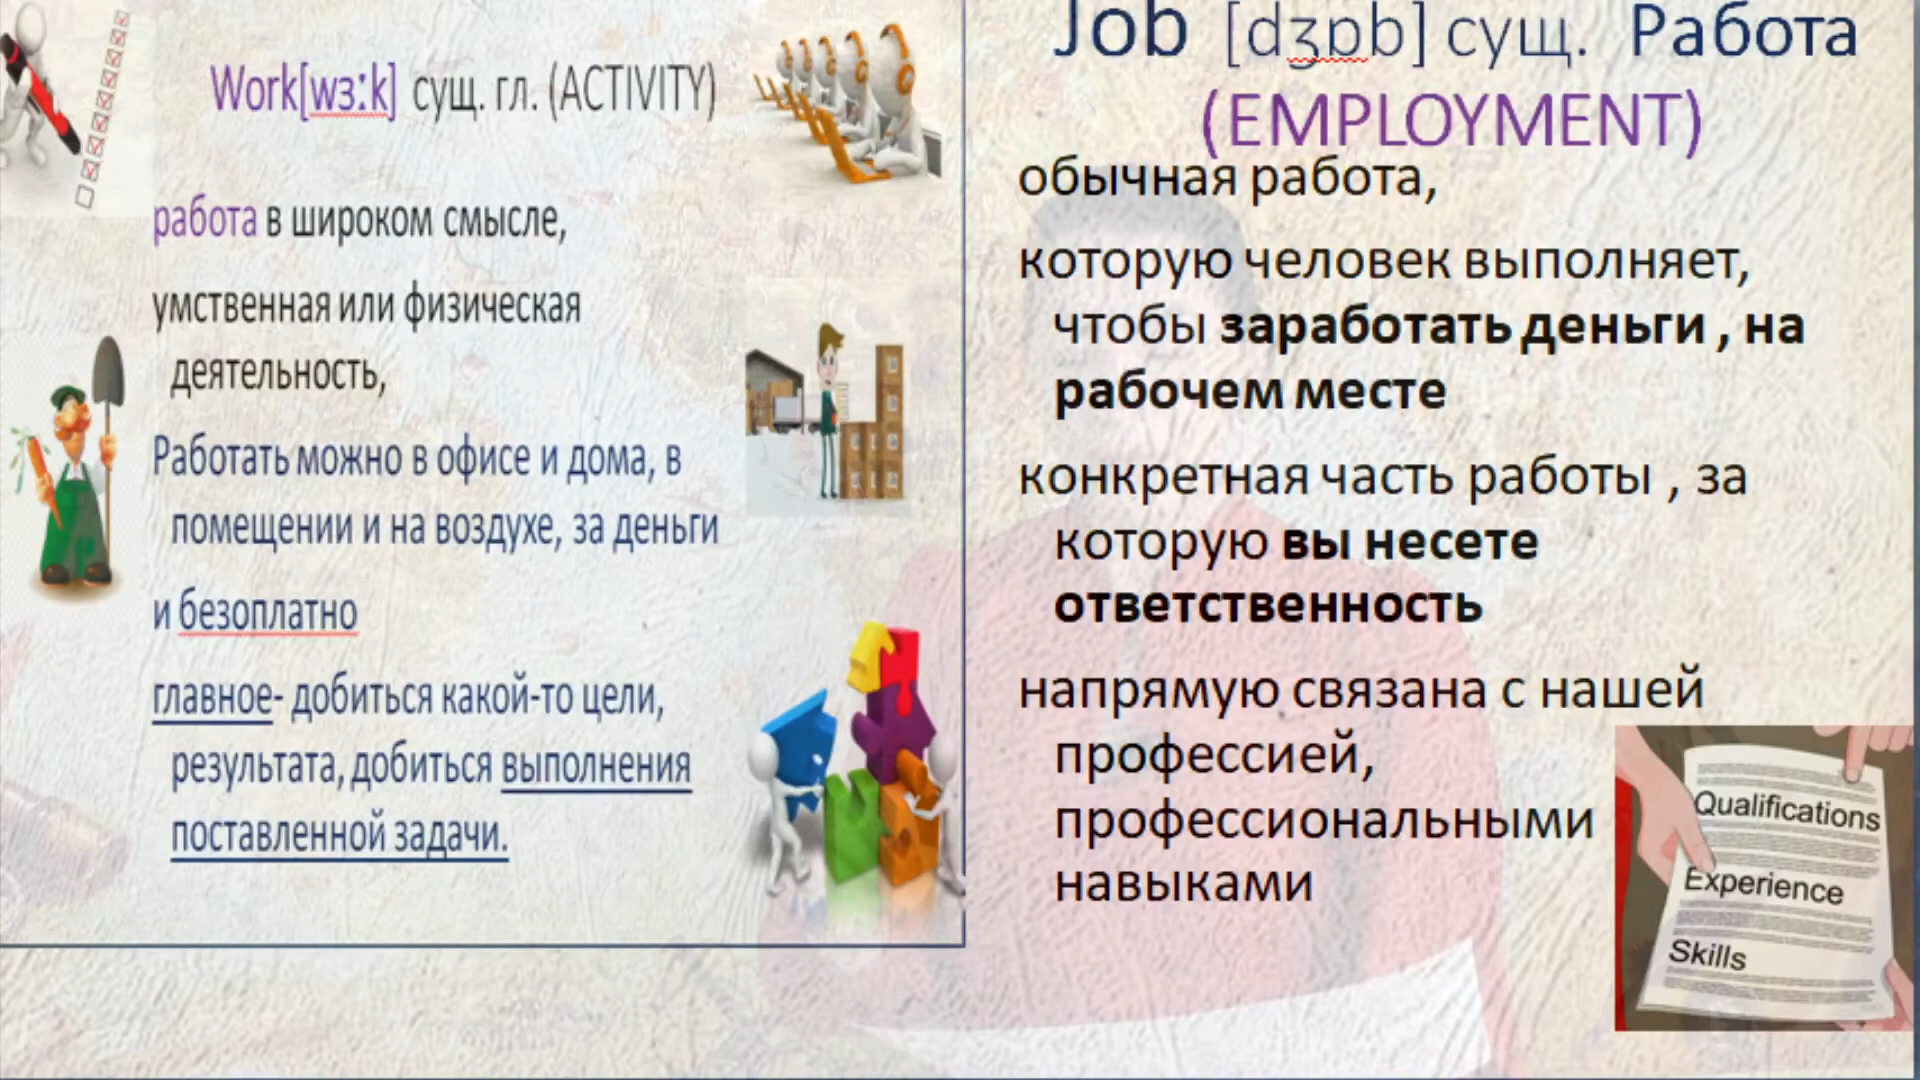 Work[wɜːk] сущ. гл. (ACTIVITY)
работа в широком смысле,
умственная или физическая
деятельность,
Работать можно в офисе и дома, в
помещении и на воздухе, за деньги
и безоплатно
главное- добиться какой-то цели,
результата, добиться выполнения
поставленной задачи.
Job [dʒɒb] сущ. Работа
(EMPLOYMENT)
обычная работа,
которую человек выполняет,
чтобы заработать деньги , на
рабочем месте
конкретная часть работы , за
которую вы несете
ответственность
напрямую связана с нашей
профессией,
профессиональными
навыками
Qualifications
Experience
Skills